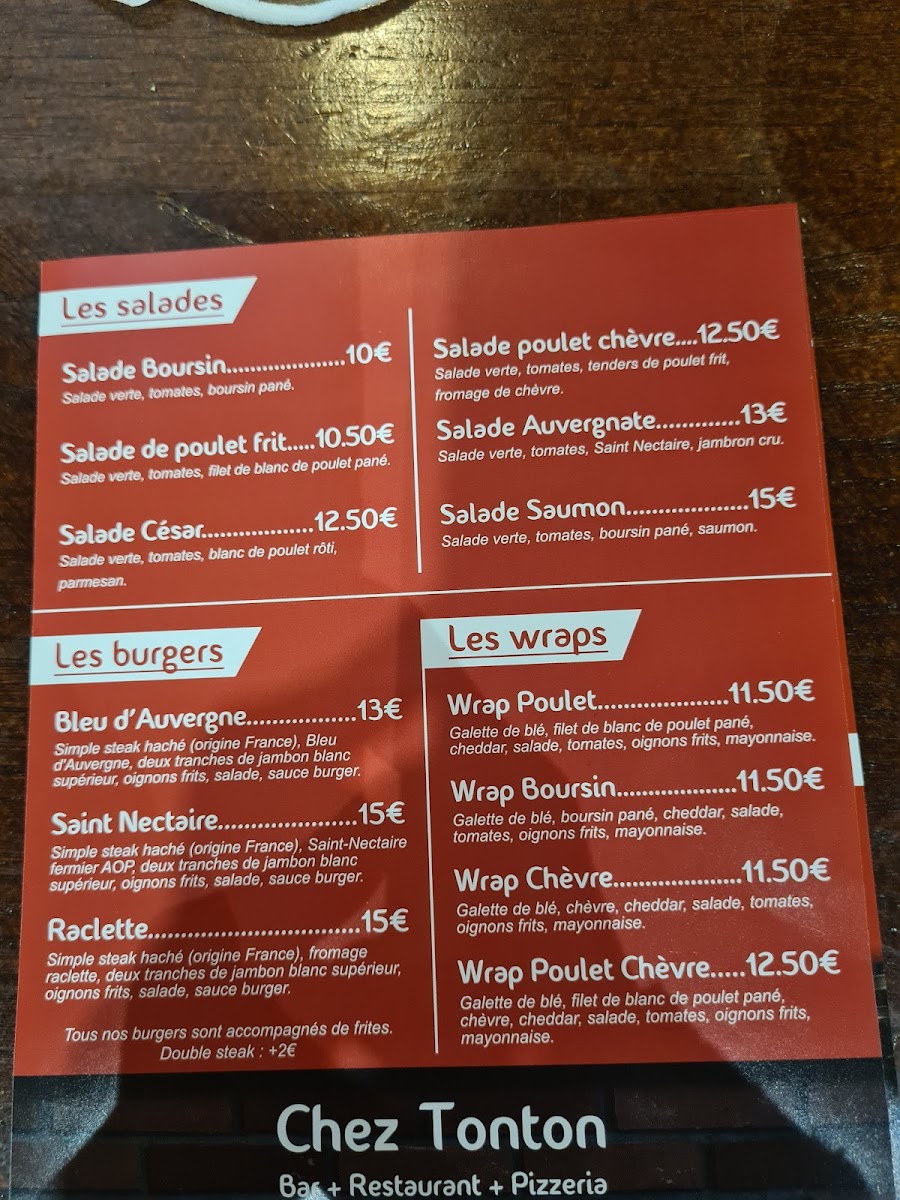 Les salades
Salade Boursin....................10€
Salade verte, tomates, boursin pané.
Salade de poulet frit.....10.50€
Salade verte, tomates, filet de blanc de poulet pané.
Salade César..................12.50€
Salade verte, tomates, blanc de poulet rôti,
parmesan.
Salade poulet chèvre....12.50€
Salade verte, tomates, tenders de poulet frit,
fromage de chèvre.
Salade Auvergnate..............13€
Salade verte, tomates, Saint Nectaire, jambron cru.
Salade Saumon....................15€
Salade verte, tomates, boursin pané, saumon.
Les burgers
Bleu d'Auvergne..................13€
Simple steak haché (origine France), Bleu
d'Auvergne, deux tranches de jambon blanc
supérieur, oignons frits, salade, sauce burger.
Saint Nectaire.......................15€
Simple steak haché (origine France), Saint-Nectaire
fermier AOP, deux tranches de jambon blanc
supérieur, oignons frits, salade, sauce burger.
Raclette...................................15€
Simple steak haché (origine France), fromage
raclette, deux tranches de jambon blanc supérieur,
oignons frits, salade, sauce burger.
Tous nos burgers sont accompagnés de frites.
Double steak : +2€
Les wraps
Wrap Poulet......................11.50€
Galette de blé, filet de blanc de poulet pané,
cheddar, salade, tomates, oignons frits, mayonnaise.
Wrap Boursin....................11.50€
Galette de blé, boursin pané, cheddar, salade,
tomates, oignons frits, mayonnaise.
Wrap Chèvre.....................11.50€
Galette de blé, chèvre, cheddar, salade, tomates,
oignons frits, mayonnaise.
Wrap Poulet Chèvre.....12.50€
Galette de blé, filet de blanc de poulet pané,
chèvre, cheddar, salade, tomates, oignons frits,
mayonnaise.
Chez Tonton
Bar + Restaurant + Pizzeria